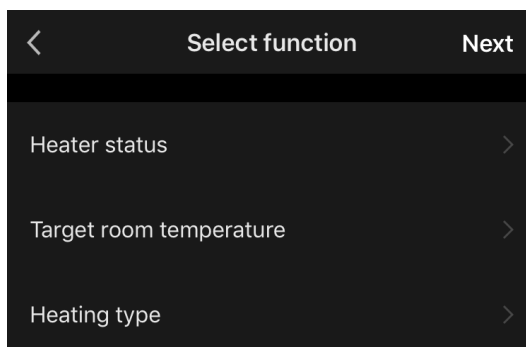 Select function Next
Heater status
Target room temperature
Heating type